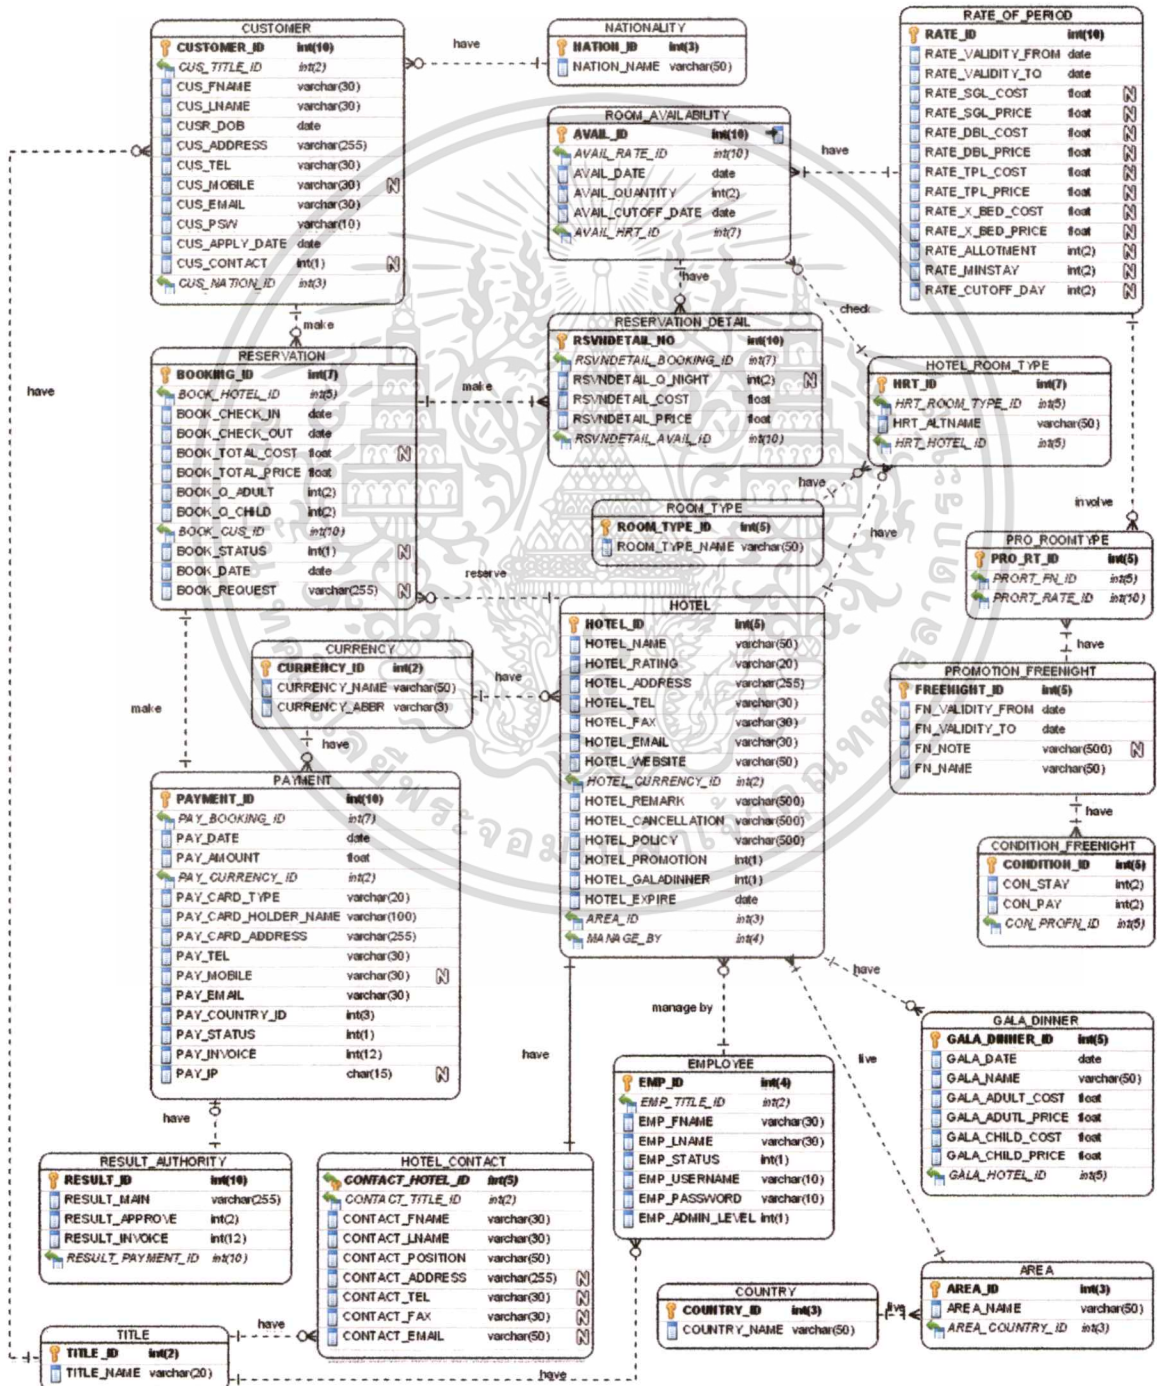 CUSTOMER
CUSTOMER_ID int(10)
CUS_TITLE_ID int(2)
CUS_FNAME varchar(30)
CUS_LNAME varchar(30)
CUSR_DOB date
CUS_ADDRESS varchar(255)
CUS_TEL varchar(30)
CUS_MOBILE varchar(30) N
CUS_EMAIL varchar(30)
CUS_PSW varchar(10)
CUS_APPLY_DATE date
CUS_CONTACT int(1) N
CUS_NATION_ID int(3)
have
NATIONALITY
NATION_ID int(3)
NATION_NAME varchar(50)
ROOM_AVAILABILITY
AVAIL_ID int(10)
AVAIL_RATE_ID int(10)
AVAIL_DATE date
AVAIL_QUANTITY int(2)
AVAIL_CUTOFF_DATE date
AVAIL_HRT_ID int(7)
have
RATE_OF_PERIOD
RATE_ID int(10)
RATE_VALIDITY_FROM date
RATE_VALIDITY_TO date
RATE_SGL_COST float N
RATE_SGL_PRICE float N
RATE_DBL_COST float N
RATE_DBL_PRICE float N
RATE_TPL_COST float N
RATE_TPL_PRICE float N
RATE_X_BED_COST float N
RATE_X_BED_PRICE float N
RATE_ALLOTMENT int(2) N
RATE_MINSTAY int(2) N
RATE_CUTOFF_DAY int(2) N
have
make
have
RESERVATION
BOOKING_ID int(7)
BOOK_HOTEL_ID int(5)
BOOK_CHECK_IN date
BOOK_CHECK_OUT date
BOOK_TOTAL_COST float N
BOOK_TOTAL_PRICE float
BOOK_Q_ADULT int(2)
BOOK_Q_CHILD int(2)
BOOK_CUS_ID int(10)
BOOK_STATUS int(1) N
BOOK_DATE date
BOOK_REQUEST varchar(255) N
make
RESERVATION_DETAIL
RSVNDETAIL_NO int(10)
RSVNDETAIL_BOOKING_ID int(7)
RSVNDETAIL_Q_NIGHT int(2) N
RSVNDETAIL_COST float
RSVNDETAIL_PRICE float
RSVNDETAIL_AVAIL_ID int(10)
HOTEL_ROOM_TYPE
HRT_ID int(7)
HRT_ROOM_TYPE_ID int(5)
HRT_ALTNAME varchar(50)
HRT_HOTEL_ID int(5)
have
ROOM_TYPE
ROOM_TYPE_ID int(5)
ROOM_TYPE_NAME varchar(50)
have
involve
reserve
PRO_ROOMTYPE
PRO_RT_ID int(5)
PRORT_FN_ID int(5)
PRORT_RATE_ID int(10)
have
HOTEL
HOTEL_ID int(5)
HOTEL_NAME varchar(50)
HOTEL_RATING varchar(20)
HOTEL_ADDRESS varchar(255)
HOTEL_TEL varchar(30)
HOTEL_FAX varchar(30)
HOTEL_EMAIL varchar(30)
HOTEL_WEBSITE varchar(50)
HOTEL_CURRENCY_ID int(2)
HOTEL_REMARK varchar(500)
HOTEL_CANCELLATION varchar(500)
HOTEL_POLICY varchar(500)
HOTEL_PROMOTION int(1)
HOTEL_GALADINNER int(1)
HOTEL_EXPIRE date
AREA_ID int(3)
MANAGE_BY int(4)
CURRENCY
CURRENCY_ID int(2)
CURRENCY_NAME varchar(50)
CURRENCY_ABBR varchar(3)
have
make
have
PROMOTION_FREENIGHT
FREENIGHT_ID int(5)
FN_VALIDITY_FROM date
FN_VALIDITY_TO date
FN_NOTE varchar(500) N
FN_NAME varchar(50)
have
CONDITION_FREENIGHT
CONDITION_ID int(5)
CON_STAY int(2)
CON_PAY int(2)
CON_PROFN_ID int(5)
PAYMENT
PAYMENT_ID int(10)
PAY_BOOKING_ID int(7)
PAY_DATE date
PAY_AMOUNT float
PAY_CURRENCY_ID int(2)
PAY_CARD_TYPE varchar(20)
PAY_CARD_HOLDER_NAME varchar(100)
PAY_CARD_ADDRESS varchar(255)
PAY_TEL varchar(30)
PAY_MOBILE varchar(30) N
PAY_EMAIL varchar(30)
PAY_COUNTRY_ID int(3)
PAY_STATUS int(1)
PAY_INVOICE int(12)
PAY_IP char(15) N
have
manage by
have
live
have
GALA_DINNER
GALA_DINNER_ID int(5)
GALA_DATE date
GALA_NAME varchar(50)
GALA_ADULT_COST float
GALA_ADUTL_PRICE float
GALA_CHILD_COST float
GALA_CHILD_PRICE float
GALA_HOTEL_ID int(5)
EMPLOYEE
EMP_ID int(4)
EMP_TITLE_ID int(2)
EMP_FNAME varchar(30)
EMP_LNAME varchar(30)
EMP_STATUS int(1)
EMP_USERNAME varchar(10)
EMP_PASSWORD varchar(10)
EMP_ADMIN_LEVEL int(1)
RESULT_AUTHORITY
RESULT_ID int(10)
RESULT_MAIN varchar(255)
RESULT_APPROVE int(2)
RESULT_INVOICE int(12)
RESULT_PAYMENT_ID int(10)
HOTEL_CONTACT
CONTACT_HOTEL_ID int(5)
CONTACT_TITLE_ID int(2)
CONTACT_FNAME varchar(30)
CONTACT_LNAME varchar(30)
CONTACT_POSITION varchar(50)
CONTACT_ADDRESS varchar(255) N
CONTACT_TEL varchar(30) N
CONTACT_FAX varchar(30) N
CONTACT_EMAIL varchar(50) N
COUNTRY
COUNTRY_ID int(3)
COUNTRY_NAME varchar(50)
live
AREA
AREA_ID int(3)
AREA_NAME varchar(50)
AREA_COUNTRY_ID int(3)
TITLE
TITLE_ID int(2)
TITLE_NAME varchar(20)
have
have